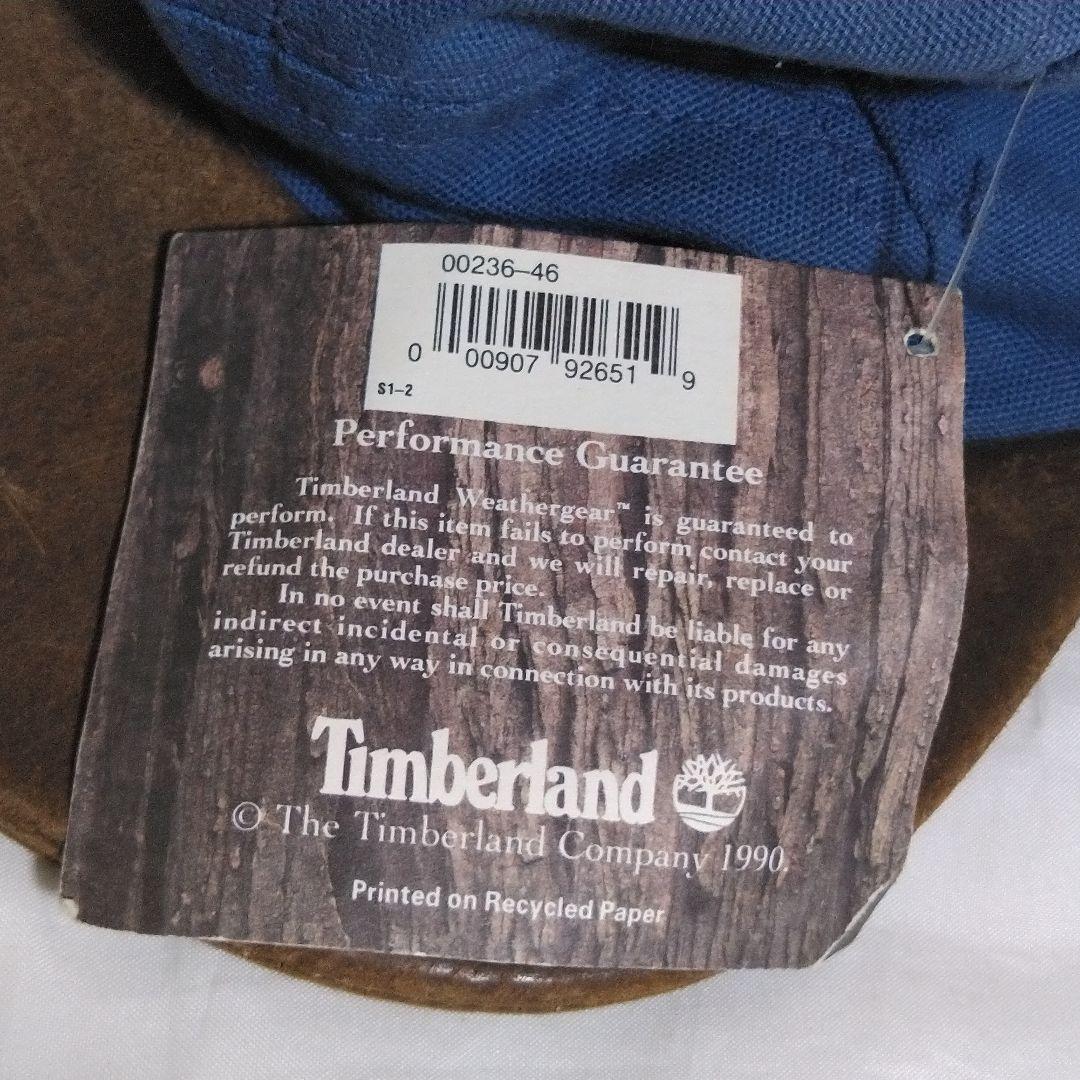 00236–46
0 00907 92651 9
S1–2
Performance Guarantee
Timberland Weathergear™ is guaranteed to
perform. If this item fails to perform contact your
Timberland dealer and we will repair, replace or
refund the purchase price.
In no event shall Timberland be liable for any
indirect incidental or consequential damages
arising in any way in connection with its products.
Timberland
© The Timberland Company 1990.
Printed on Recycled Paper